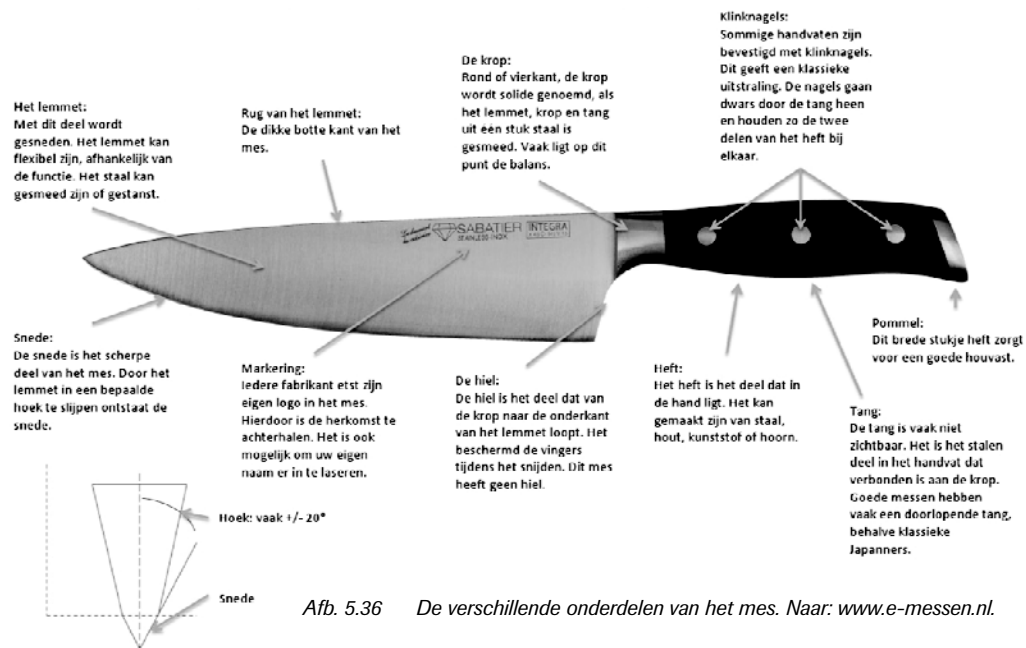 Klinknagels:
Sommige handvaten zijn
bevestigd met klinknagels.
Dit geeft een klassieke
uitstraling. De nagels gaan
dwars door de tang heen
en houden zo de twee
delen van het heft bij
elkaar.
De krop:
Rond of vierkant, de krop
wordt solide genoemd, als
het lemmet, krop en tang
uit één stuk staal is
gesmeed. Vaak ligt op dit
punt de balans.
Het lemmet:
Met dit deel wordt
gesneden. Het lemmet kan
flexibel zijn, afhankelijk van
de functie. Het staal kan
gesmeed zijn of gestanst.
Rug van het lemmet:
De dikke botte kant van het
mes.
SABATIER
STAINLESS INOX
INTEGRA
Snede:
De snede is het scherpe
deel van het mes. Door het
lemmet in een bepaalde
hoek te slijpen ontstaat de
snede.
Markering:
Iedere fabrikant etst zijn
eigen logo in het mes.
Hierdoor is de herkomst te
achterhalen. Het is ook
mogelijk om uw eigen
naam er in te laseren.
De hiel:
De hiel is het deel dat van
de krop naar de onderkant
van het lemmet loopt. Het
beschermd de vingers
tijdens het snijden. Dit mes
heeft geen hiel.
Heft:
Het heft is het deel dat in
de hand ligt. Het kan
gemaakt zijn van staal,
hout, kunststof of hoorn.
Pommel:
Dit brede stukje heft zorgt
voor een goede houvast.
Tang:
De tang is vaak niet
zichtbaar. Het is het stalen
deel in het handvat dat
verbonden is aan de krop.
Goede messen hebben
vaak een doorlopende tang,
behalve klassieke
Japanners.
Hoek: vaak +/- 20°
Snede
Afb. 5.36 De verschillende onderdelen van het mes. Naar: www.e-messen.nl.